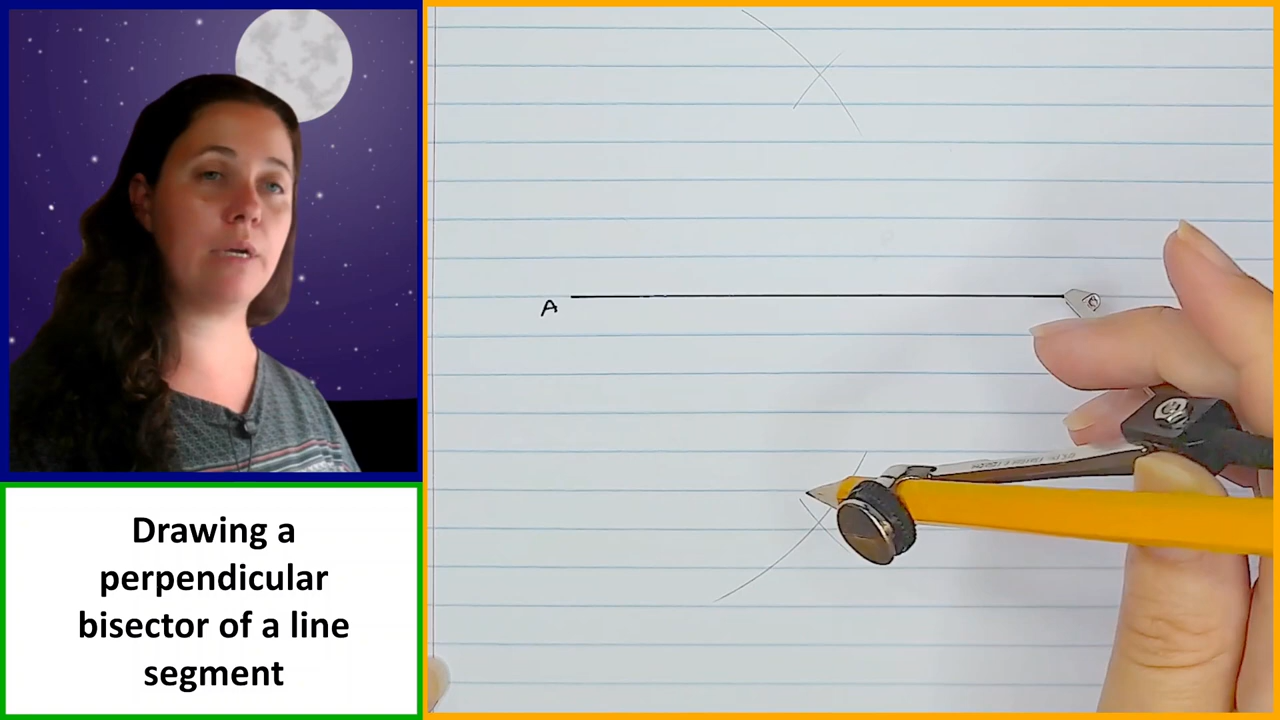 Drawing a
perpendicular
bisector of a line
segment
A